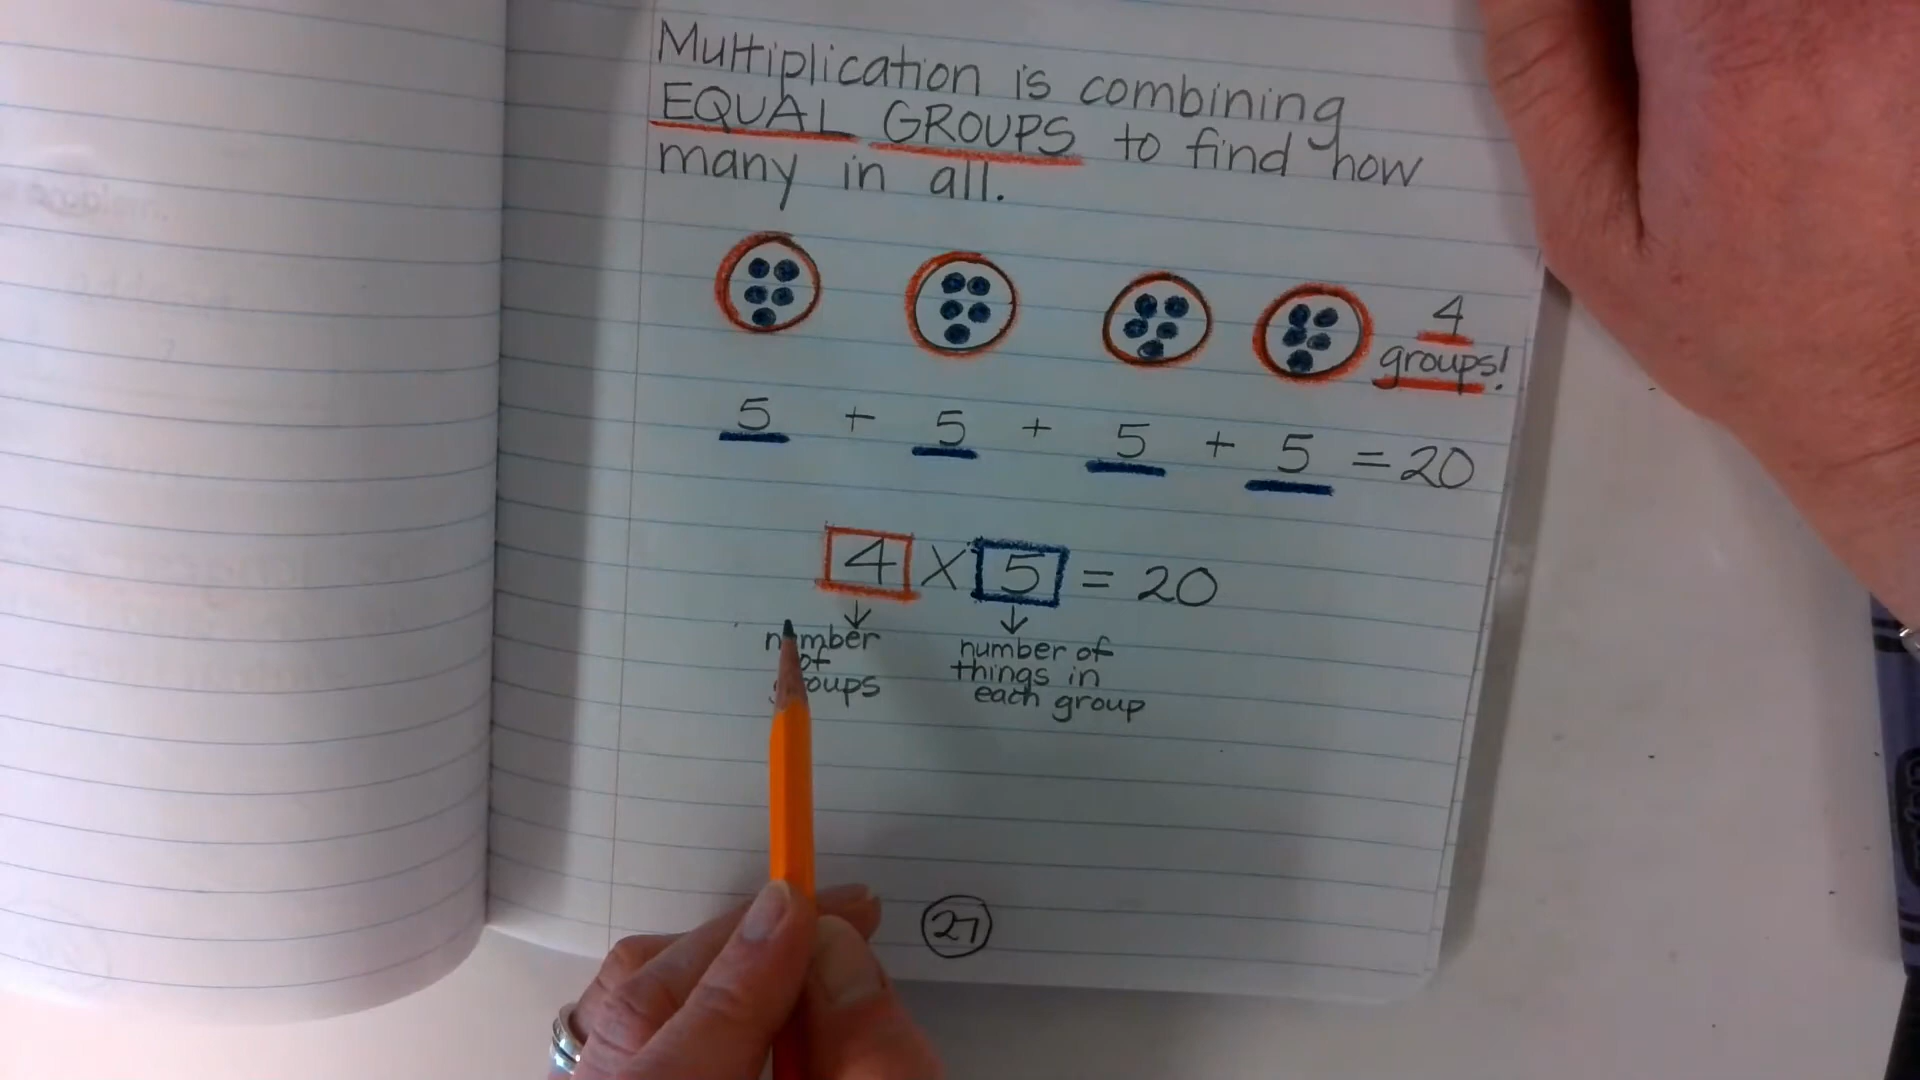 Multiplication is combining
EQUAL GROUPS to find how
many in all.
4
groups!
5 + 5 + 5 + 5 = 20
4 X 5 = 20
number
of
groups
number of
things in
each group
27